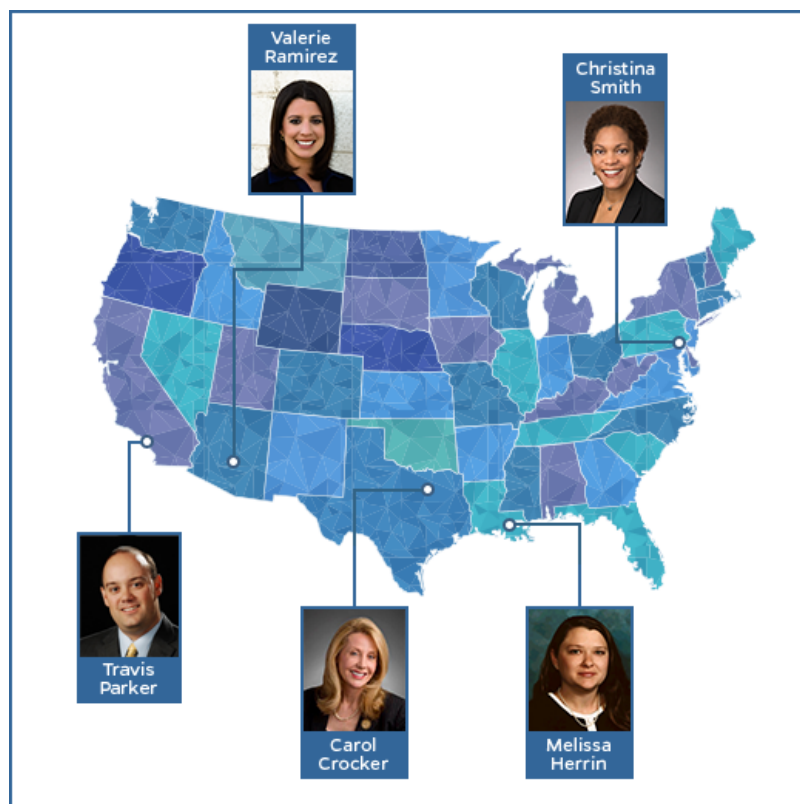 Valerie
Ramirez
Christina
Smith
Travis
Parker
Carol
Crocker
Melissa
Herrin